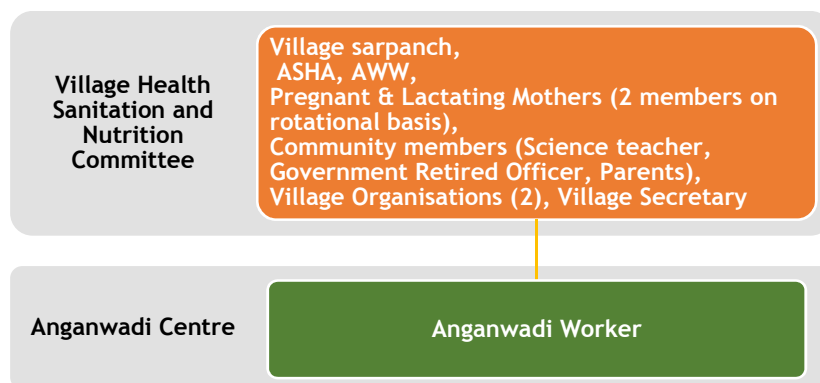 Village Health
Sanitation and
Nutrition
Committee
Village sarpanch,
ASHA, AWW,
Pregnant & Lactating Mothers (2 members on
rotational basis),
Community members (Science teacher,
Government Retired Officer, Parents),
Village Organisations (2), Village Secretary
Anganwadi Centre
Anganwadi Worker